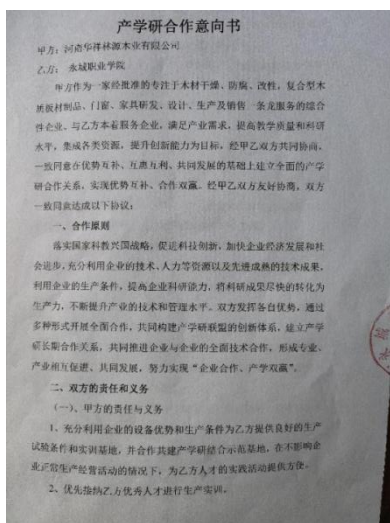 产学研合作意向书
甲方：河南华祥林源木业有限公司
乙方： 永城职业学院
甲方作为一家经批准的专注于木材干燥、防腐、改性，复合型木
质板材制品、门窗、家具研发、设计、生产及销售一条龙服务的综合
性企业，与乙方本着服务企业，满足产业需求，提高教学质量和科研
水平，集成各类资源，提升创新能力为目标，经甲乙双方共同协商，
一致同意在优势互补、互惠互利、共同发展的基础上建立全面的产学
研合作关系，实现优势互补、合作双赢。经甲乙双方友好协商，双方
一致同意达成以下协议：
一、合作原则
落实国家科教兴国战略，促进科技创新，加快企业经济发展和社
会进步，充分利用企业的技术、人力等资源以及先进成熟的技术成果，
利用企业的生产条件，提高企业科研能力，将科研成果尽快的转化为
生产力，不断提升产业的技术和管理水平。双方发挥各自优势，通过
多种形式开展全面合作，共同构建产学研联盟的创新体系，建立产学
研长期合作关系，共同推进企业与企业的全面技术合作，形成专业、
产业相互促进、共同发展，努力实现“企业合作、产学双赢”。
二、双方的责任和义务
（一）、甲方的责任与义务
1、充分利用企业的设备优势和生产条件为乙方提供良好的生产
试验条件和实训基地，并合作共建产学研结合示范基地，在不影响企
业正常生产经营活动的情况下，为乙方人才的实践活动提供方便。
2、优先接纳乙方优秀人才进行生产实训。